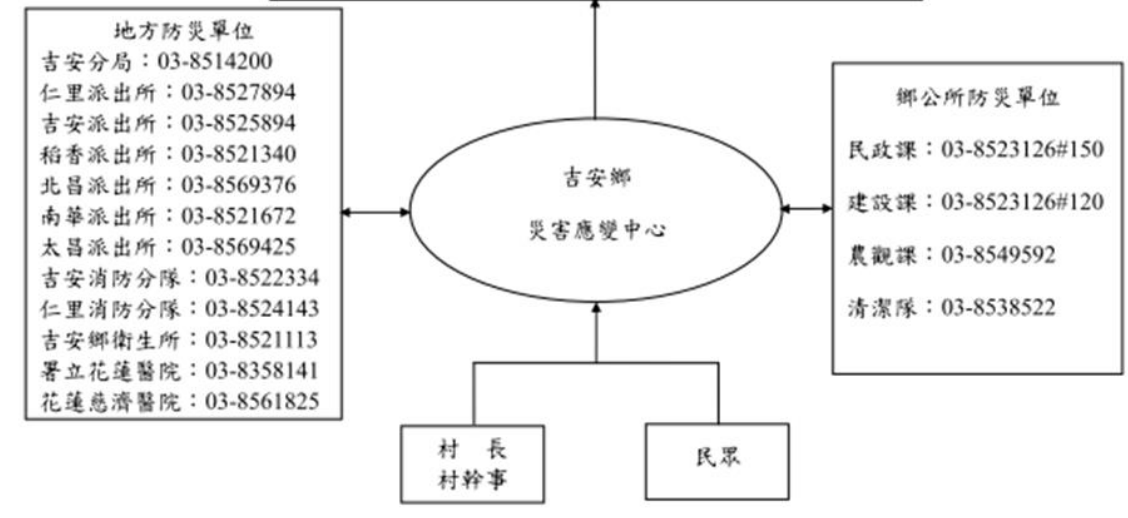 地方防災單位
吉安分局：03-8514200
仁里派出所：03-8527894
吉安派出所：03-8525894
稻香派出所：03-8521340
北昌派出所：03-8569376
南華派出所：03-8521672
太昌派出所：03-8569425
吉安消防分隊：03-8522334
仁里消防分隊：03-8524143
吉安鄉衛生所：03-8521113
署立花蓮醫院：03-8358141
花蓮慈濟醫院：03-8561825
吉安鄉
災害應變中心
鄉公所防災單位
民政課：03-8523126#150
建設課：03-8523126#120
農觀課：03-8549592
清潔隊：03-8538522
村　長
村幹事
民眾